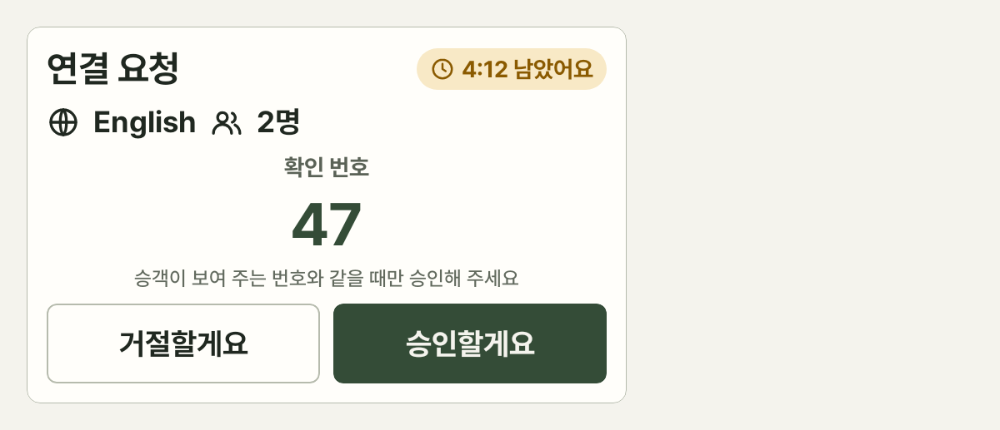 연결 요청
4:12 남았어요
English 2명
확인 번호
47
승객이 보여 주는 번호와 같을 때만 승인해 주세요
거절할게요
승인할게요